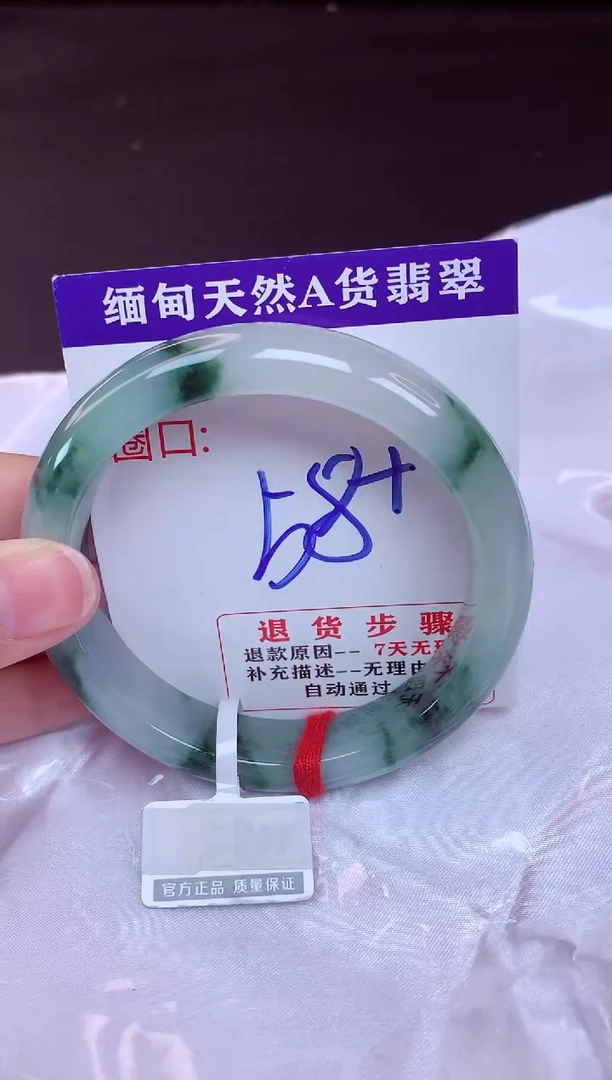 缅甸天然A货翡翠
圈口:
58+
退货步骤
退款原因--7天无
补充描述--无理由
自动通过
官方正品 质量保证